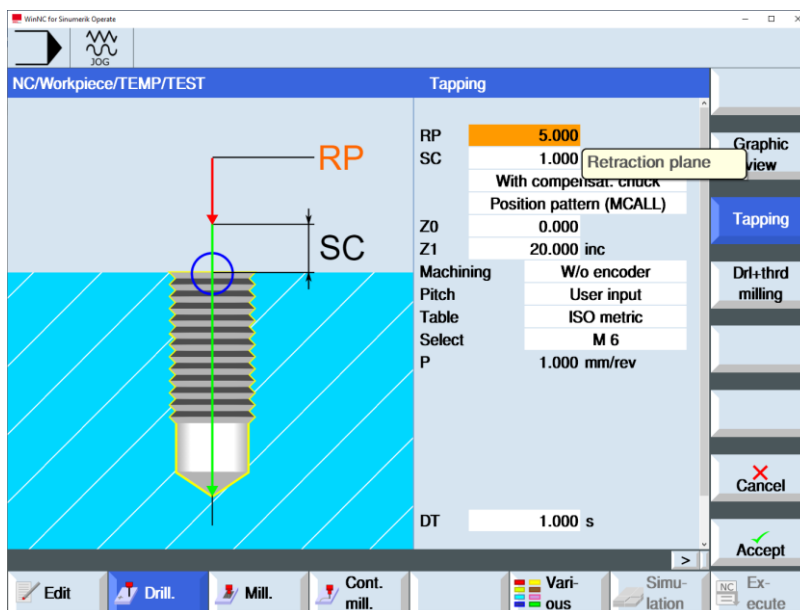 WinNC for Sinumerik Operate
JOG
NC/Workpiece/TEMP/TEST
Tapping
RP
SC
RP 5.000
SC 1.000
Retraction plane
With compensat. chuck
Position pattern (MCALL)
Z0 0.000
Z1 20.000 inc
Machining W/o encoder
Pitch User input
Table ISO metric
Select M 6
P 1.000 mm/rev
DT 1.000 s
>
Graphic
view
Tapping
Drl+thrd
milling
Cancel
Accept
Edit
Drill.
Mill.
Cont.
mill.
Vari-
ous
Simu-
lation
NC
Ex-
ecute